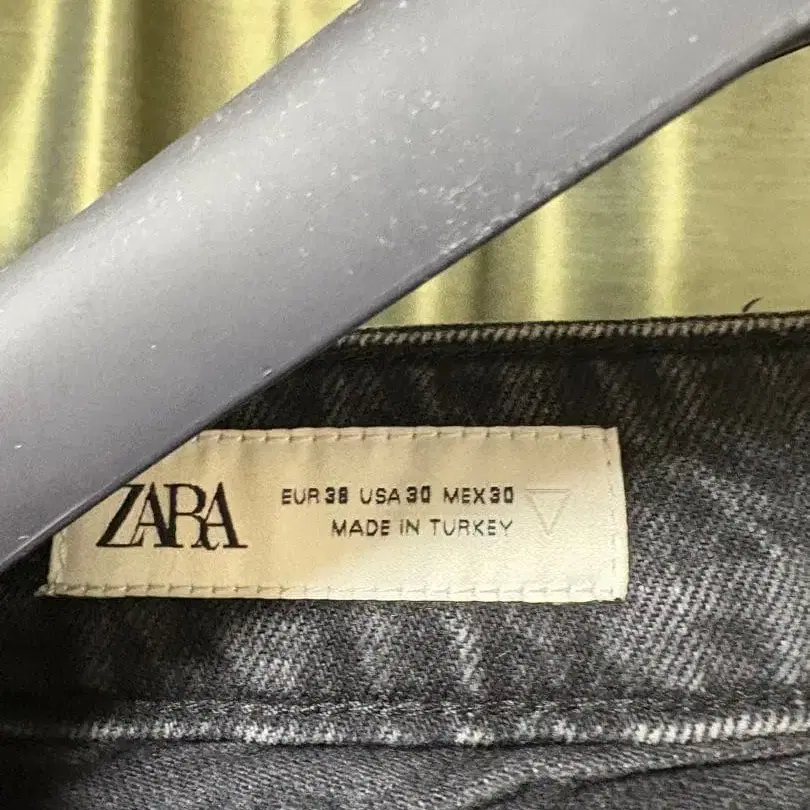 ZARA
EUR 38 USA 30 MEX 30
MADE IN TURKEY